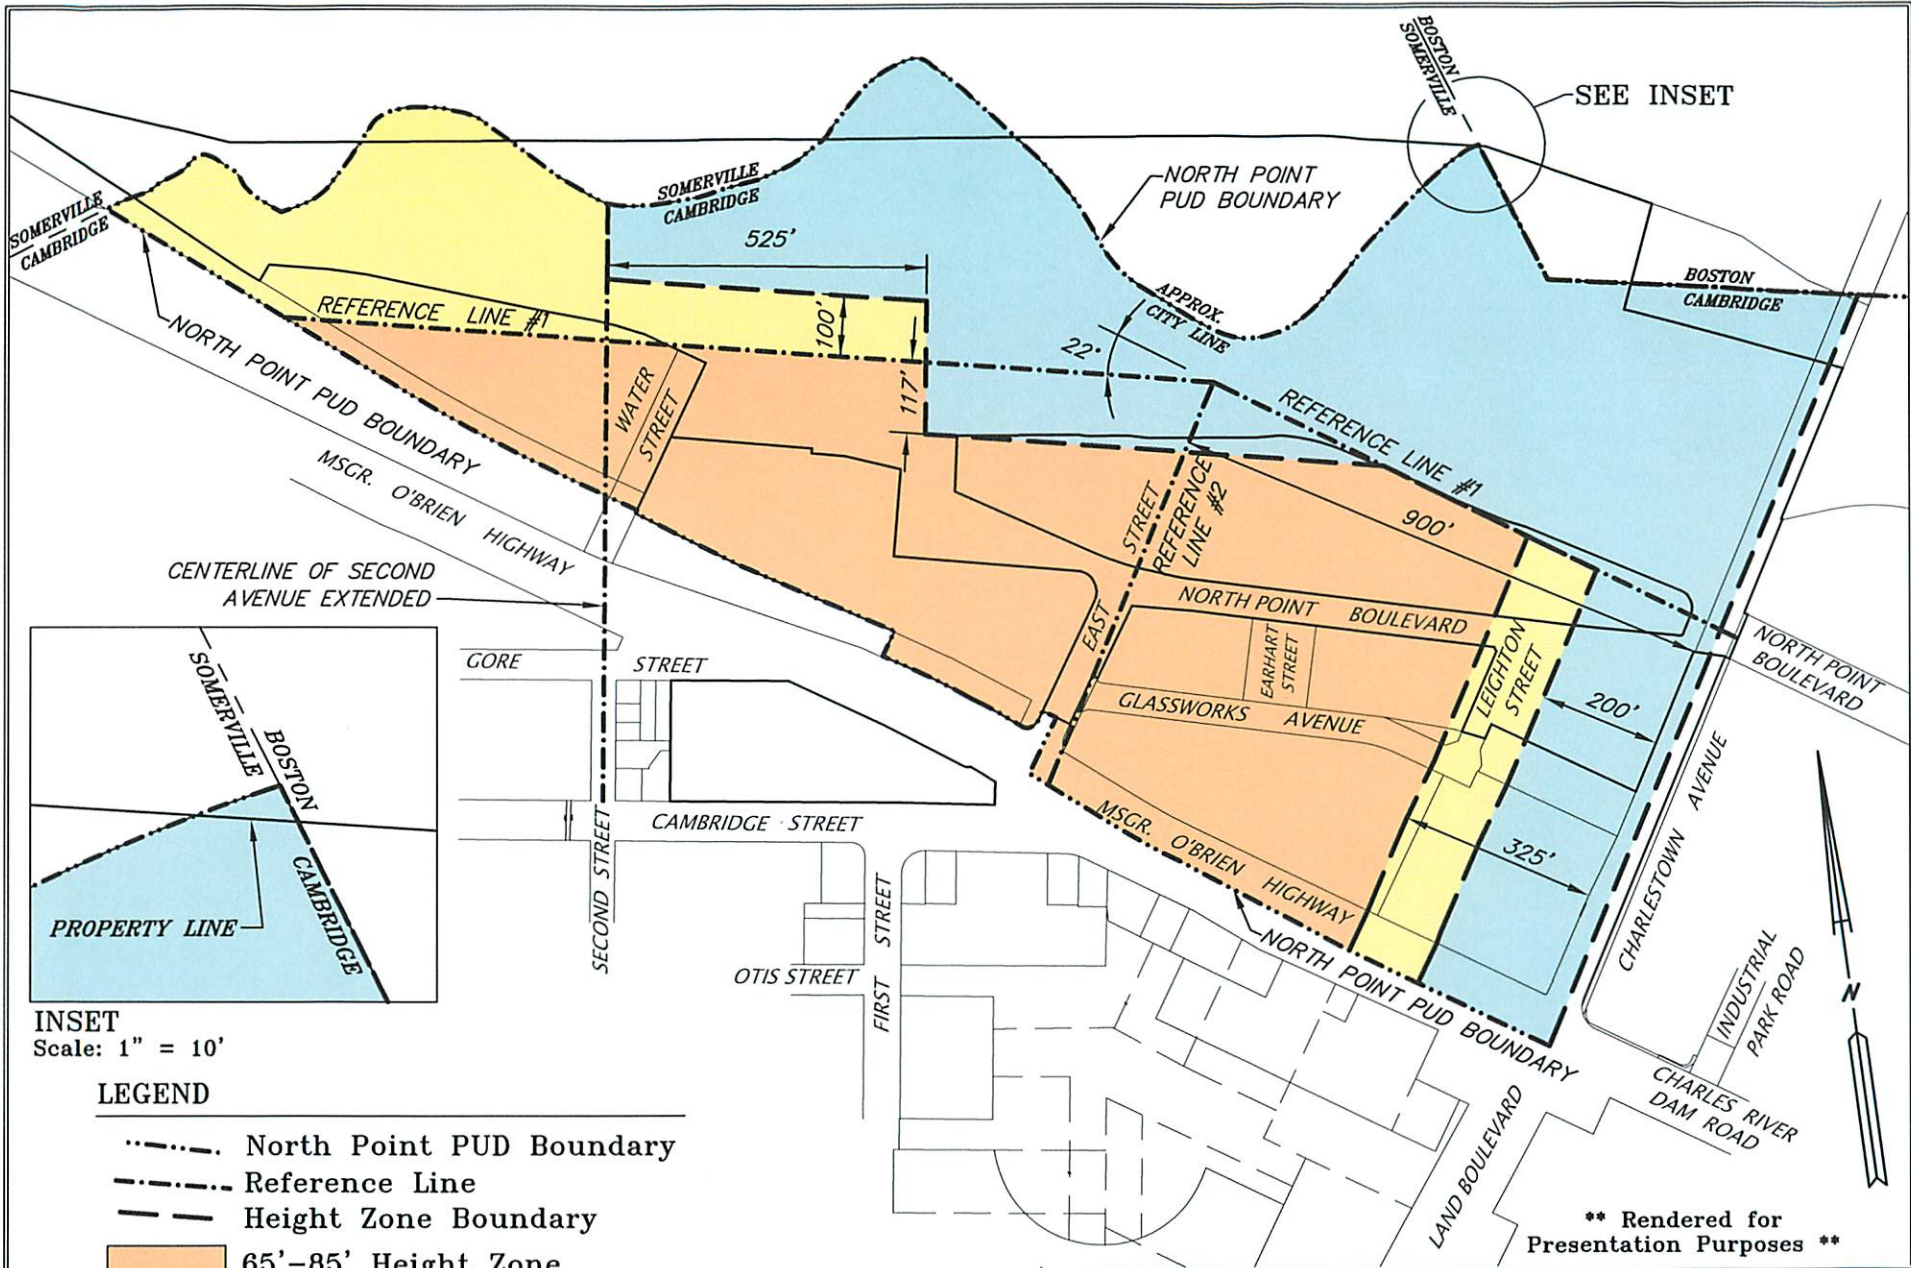 BOSTON
SOMERVILLE
SEE INSET
SOMERVILLE
CAMBRIDGE
NORTH POINT
PUD BOUNDARY
SOMERVILLE
CAMBRIDGE
525'
BOSTON
CAMBRIDGE
APPROX.
CITY LINE
REFERENCE LINE #1
100'
22'
NORTH POINT PUD BOUNDARY
117'
WATER
STREET
REFERENCE LINE #1
MSGR. O'BRIEN HIGHWAY
STREET
REFERENCE
LINE #2
900'
CENTERLINE OF SECOND
AVENUE EXTENDED
EAST
NORTH POINT BOULEVARD
EARHART
STREET
LEIGHTON
STREET
NORTH POINT
BOULEVARD
GORE STREET
GLASSWORKS AVENUE
200'
SOMERVILLE
BOSTON
CAMBRIDGE
PROPERTY LINE
CAMBRIDGE STREET
MSGR. O'BRIEN HIGHWAY
325'
CHARLESTOWN AVENUE
SECOND STREET
FIRST STREET
OTIS STREET
NORTH POINT PUD BOUNDARY
INDUSTRIAL
PARK ROAD
N
INSET
Scale: 1" = 10'
CHARLES RIVER
DAM ROAD
LAND BOULEVARD
LEGEND
North Point PUD Boundary
Reference Line
Height Zone Boundary
65'-85' Height Zone
** Rendered for
Presentation Purposes **